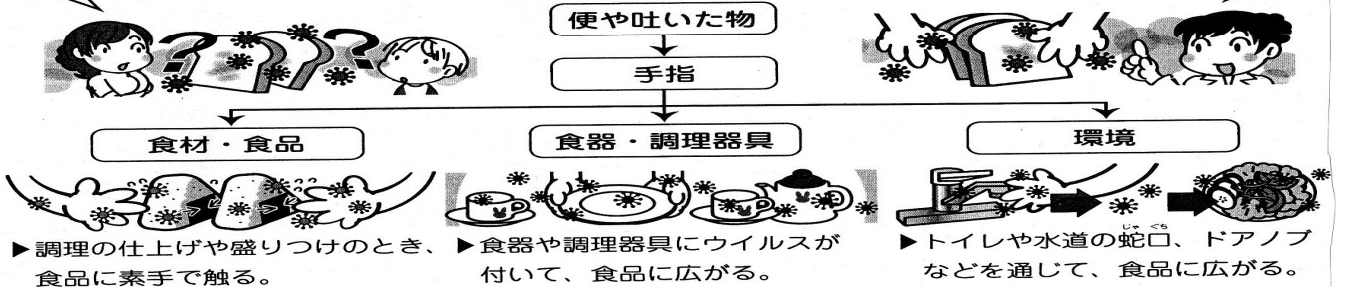 便や吐いた物
手指
食材・食品
食器・調理器具
環境
▶調理の仕上げや盛りつけのとき、
食品に素手で触る。
▶食器や調理器具にウイルスが
付いて、食品に広がる。
じゃ ぐち
▶トイレや水道の蛇口、ドアノブ
などを通じて、食品に広がる。
? ?